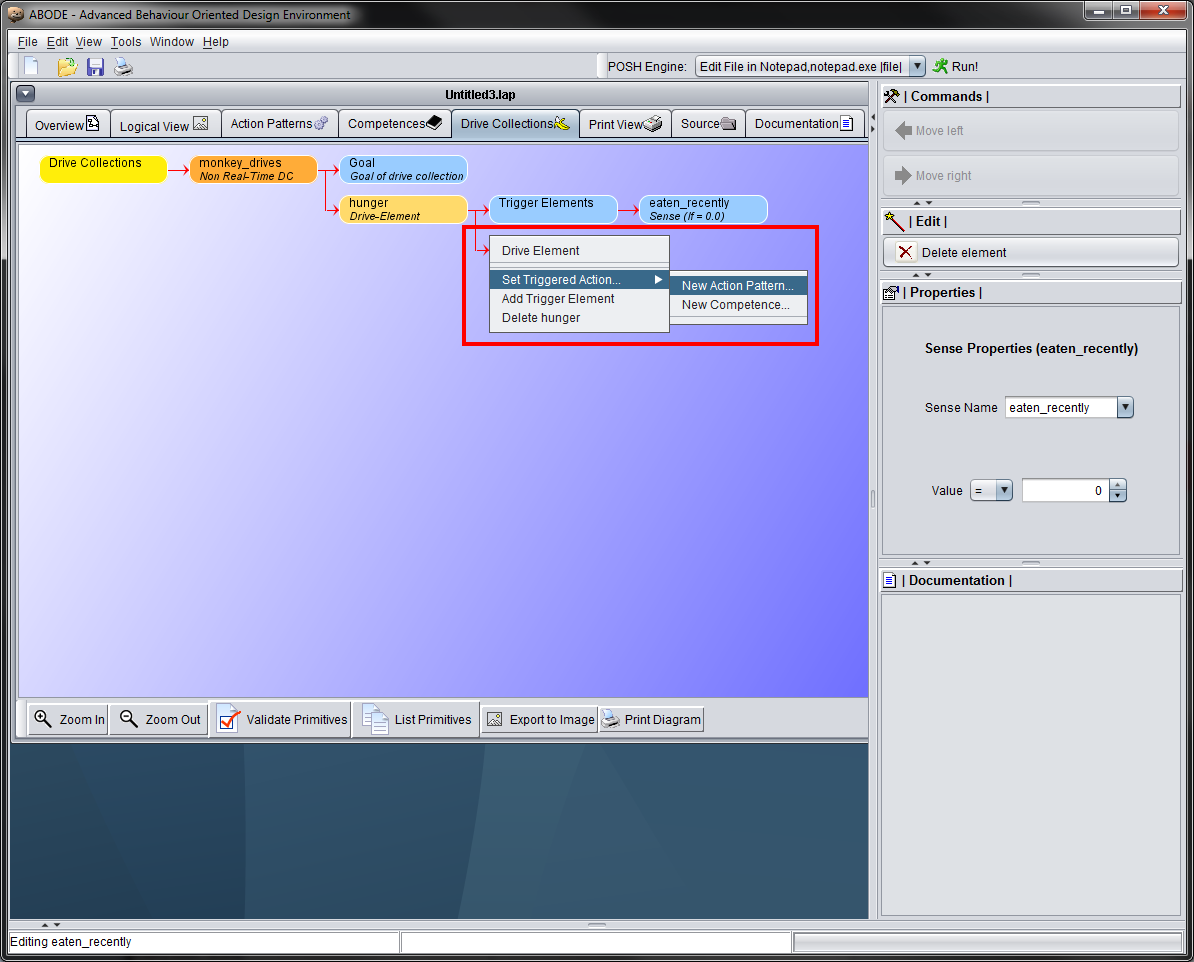 ABODE - Advanced Behaviour Oriented Design Environment
File Edit View Tools Window Help
POSH Engine: Edit File in Notepad,notepad.exe |file| Run!
Untitled3.lap
Overview Logical View Action Patterns Competences Drive Collections Print View Source Documentation
Drive Collections
monkey_drives
Non Real-Time DC
Goal
Goal of drive collection
hunger
Drive-Element
Trigger Elements
eaten_recently
Sense (If = 0.0)
Drive Element
Set Triggered Action...
Add Trigger Element
Delete hunger
New Action Pattern...
New Competence...
Zoom In Zoom Out Validate Primitives List Primitives Export to Image Print Diagram
| Commands |
Move left
Move right
| Edit |
Delete element
| Properties |
Sense Properties (eaten_recently)
Sense Name eaten_recently
Value = 0
| Documentation |
Editing eaten_recently